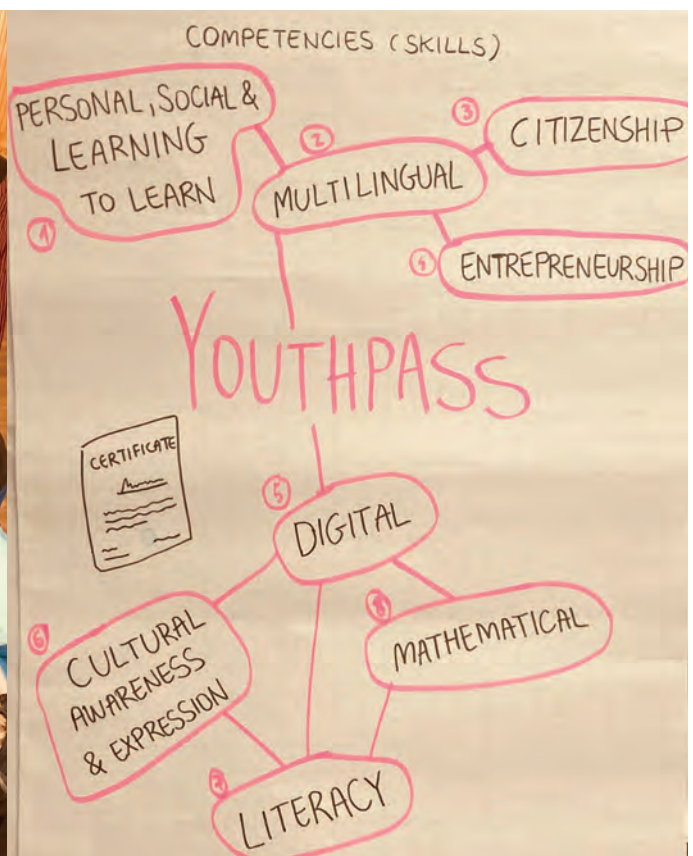 COMPETENCIES (SKILLS)
PERSONAL, SOCIAL &
LEARNING
TO LEARN
1
2
MULTILINGUAL
3
CITIZENSHIP
4
ENTREPRENEURSHIP
YOUTHPASS
CERTIFICATE
5
DIGITAL
6
CULTURAL
AWARENESS
& EXPRESSION
8
MATHEMATICAL
7
LITERACY